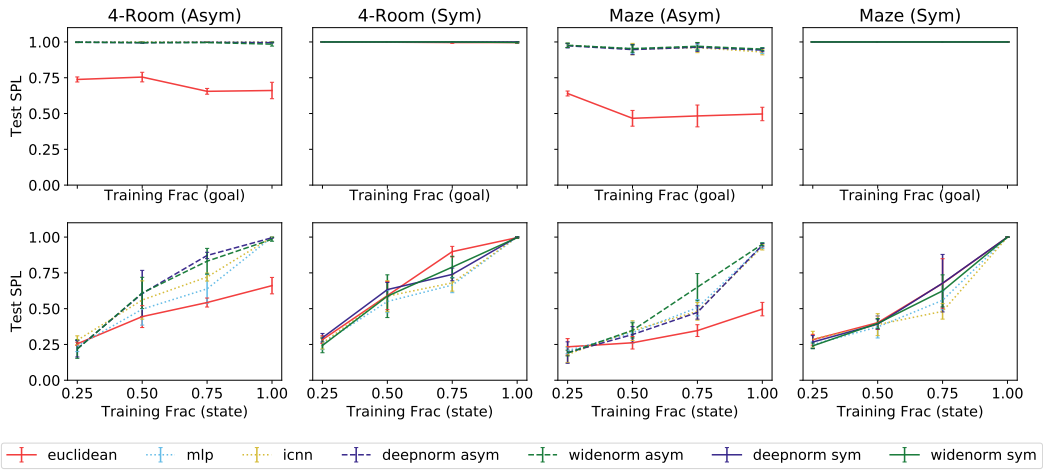 4-Room (Asym) 4-Room (Sym) Maze (Asym) Maze (Sym)
1.00
0.75
0.50
0.25
0.00
Test SPL
Training Frac (goal) Training Frac (goal) Training Frac (goal) Training Frac (goal)
1.00
0.75
0.50
0.25
0.00
Test SPL
0.25 0.50 0.75 1.00 0.25 0.50 0.75 1.00 0.25 0.50 0.75 1.00 0.25 0.50 0.75 1.00
Training Frac (state) Training Frac (state) Training Frac (state) Training Frac (state)
euclidean mlp icnn deepnorm asym widenorm asym deepnorm sym widenorm sym